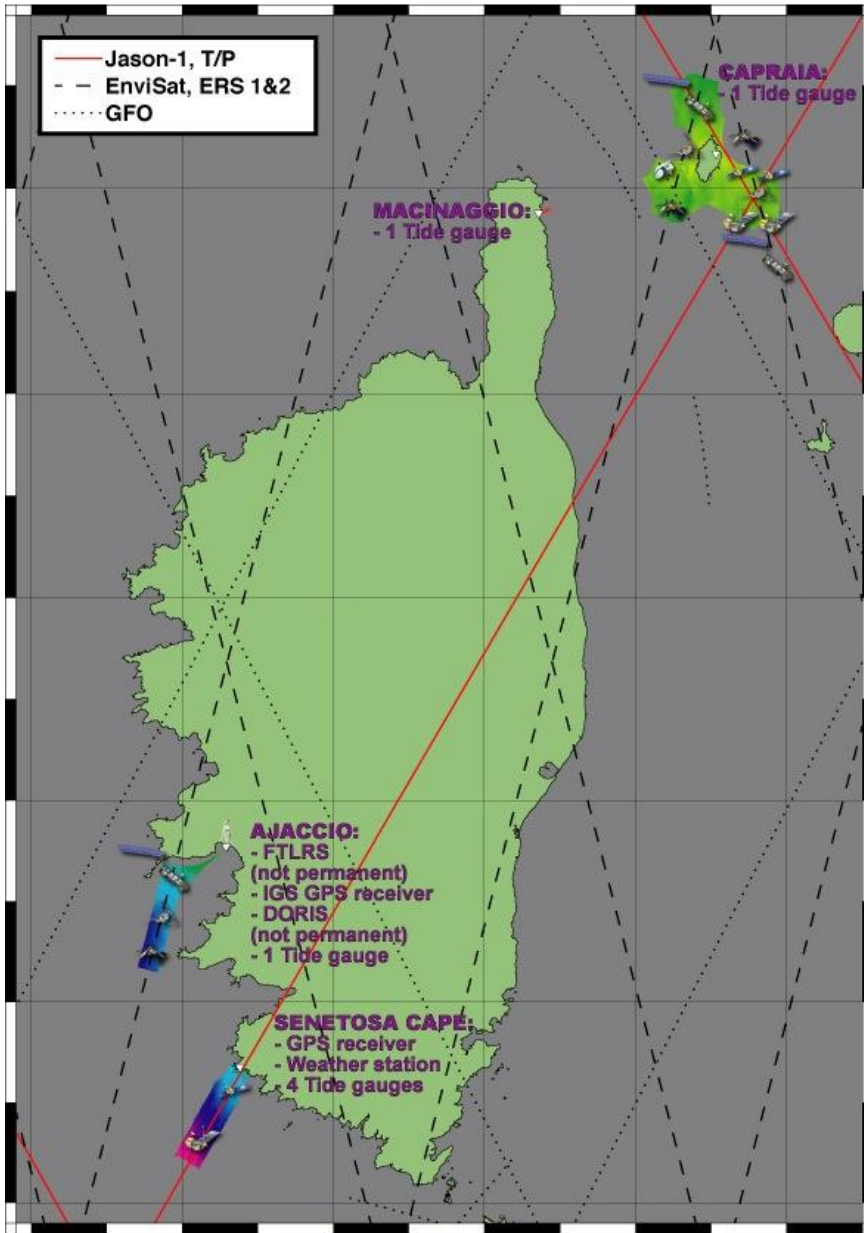 Jason-1, T/P
EnviSat, ERS 1&2
GFO
CAPRAIA:
- 1 Tide gauge
MACINAGGIO:
- 1 Tide gauge
AJACCIO:
- FTLRS
(not permanent)
- IGS GPS receiver
- DORIS
(not permanent)
- 1 Tide gauge
SENETOSA CAPE:
- GPS receiver
- Weather station
- 4 Tide gauges